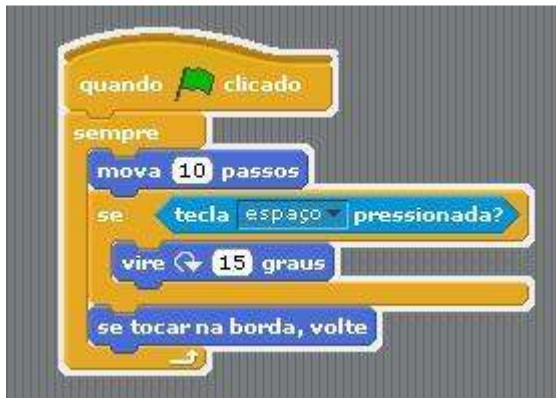 quando clicado
sempre
mova 10 passos
se tecla espaço pressionada?
vire 15 graus
se tocar na borda, volte